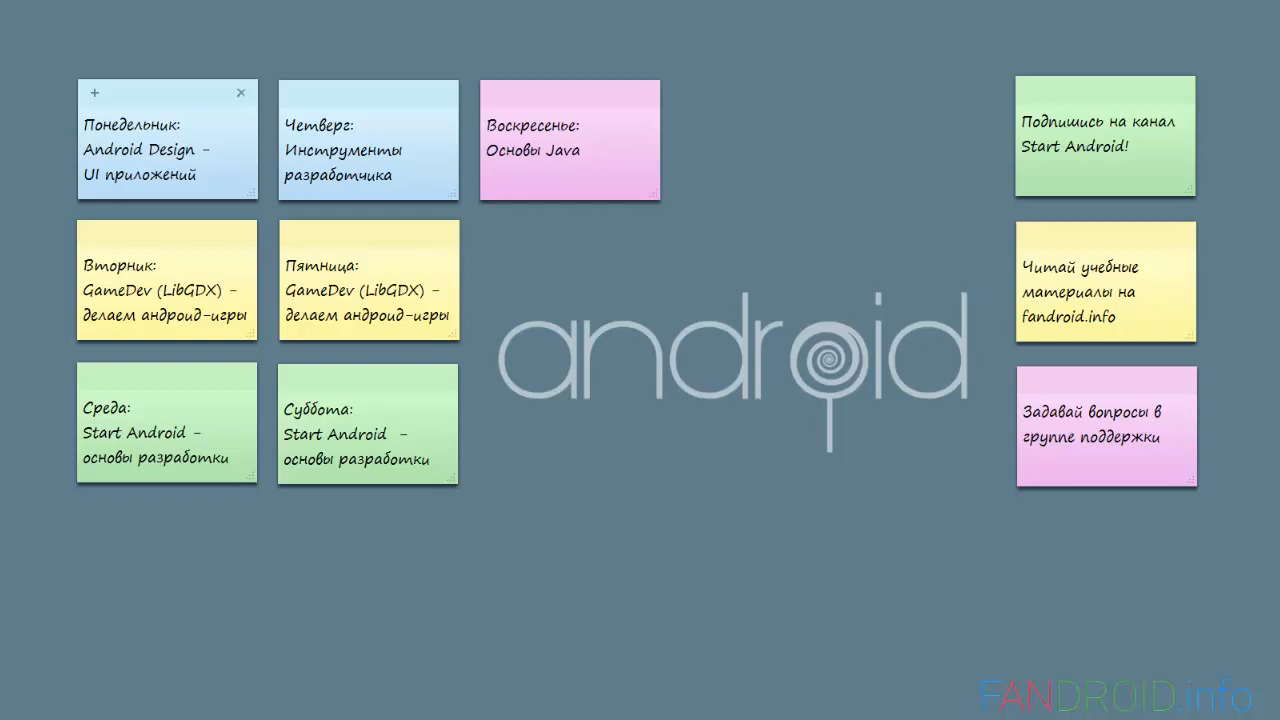 Понедельник:
Android Design -
UI приложений
Вторник:
GameDev (LibGDX) -
делаем андроид-игры
Среда:
Start Android -
основы разработки
Четверг:
Инструменты
разработчика
Пятница:
GameDev (LibGDX) -
делаем андроид-игры
Суббота:
Start Android -
основы разработки
Воскресенье:
Основы Java
android
Подпишись на канал
Start Android!
Читай учебные
материалы на
fandroid.info
Задавай вопросы в
группе поддержки
FANDROID.info